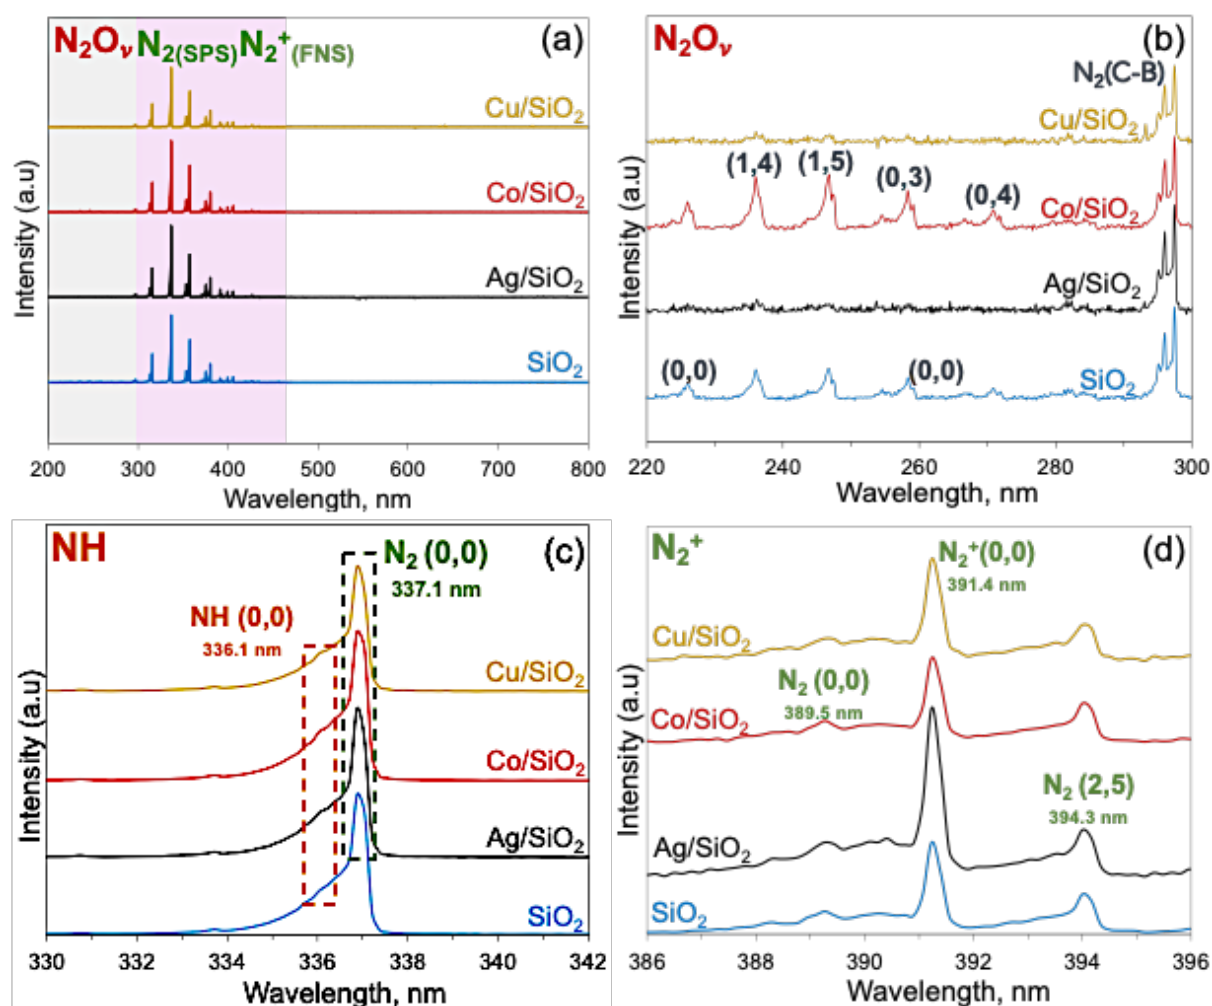 N₂Oᵥ N₂(SPS) N₂⁺(FNS) (a)
Cu/SiO₂
Co/SiO₂
Ag/SiO₂
SiO₂
Intensity (a.u)
200 300 400 500 600 700 800
Wavelength, nm
N₂Oᵥ (b)
N₂(C-B)
Cu/SiO₂
(1,4) (1,5) (0,3) (0,4)
Co/SiO₂
Ag/SiO₂
(0,0) (0,0) SiO₂
Intensity (a.u)
220 240 260 280 300
Wavelength, nm
NH (c)
N₂ (0,0)
337.1 nm
NH (0,0)
336.1 nm
Cu/SiO₂
Co/SiO₂
Ag/SiO₂
SiO₂
Intensity (a.u)
330 332 334 336 338 340 342
Wavelength, nm
N₂⁺ (d)
N₂⁺(0,0)
391.4 nm
Cu/SiO₂
N₂ (0,0)
389.5 nm
Co/SiO₂
N₂ (2,5)
394.3 nm
Ag/SiO₂
SiO₂
Intensity (a.u)
386 388 390 392 394 396
Wavelength, nm